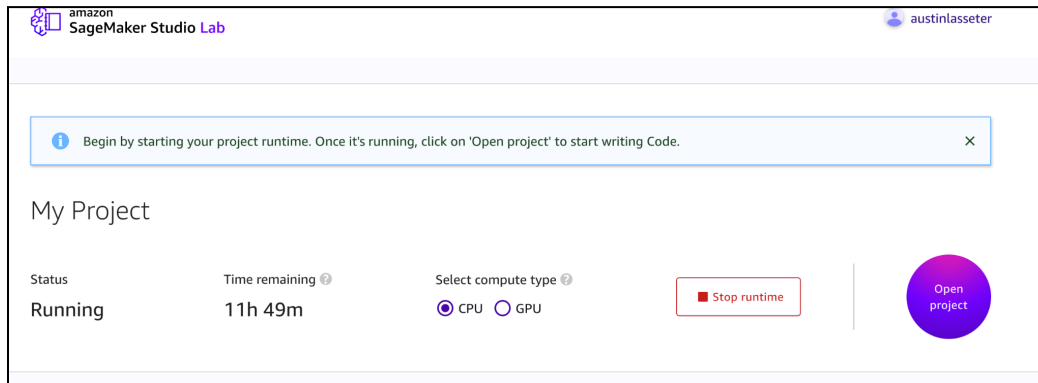 amazon
SageMaker Studio Lab
austinlasseter
Begin by starting your project runtime. Once it's running, click on 'Open project' to start writing Code.
My Project
Status
Time remaining
Select compute type
Running
11h 49m
CPU
GPU
Stop runtime
Open
project